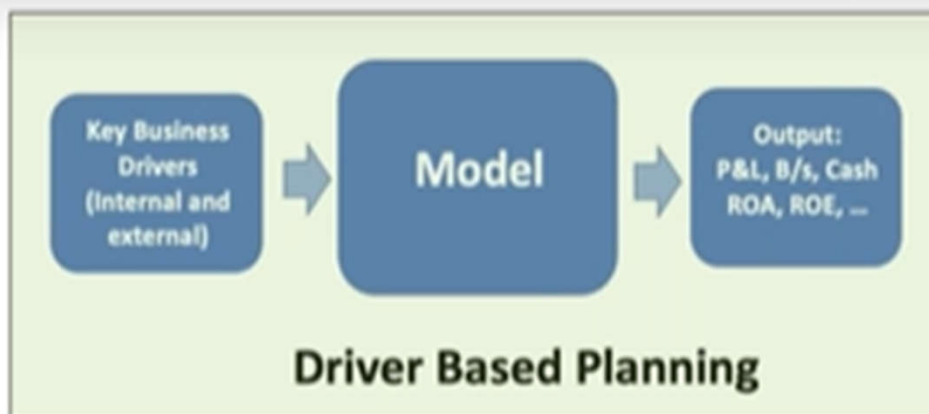 Key Business
Drivers
(Internal and
external)
Model
Output:
P&L, B/s, Cash
ROA, ROE, ...
Driver Based Planning